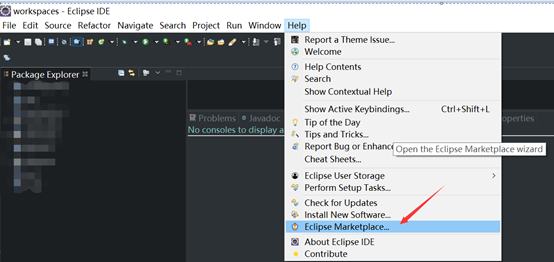 workspaces - Eclipse IDE
File Edit Source Refactor Navigate Search Project Run Window Help
Report a Theme Issue...
Welcome
Package Explorer
Help Contents
Search
Show Contextual Help
Show Active Keybindings... Ctrl+Shift+L
Problems Javadoc operties
Tip of the Day
No consoles to display a
Tips and Tricks...
Report Bug or Enhance
Open the Eclipse Marketplace wizard
Cheat Sheets...
Eclipse User Storage
Perform Setup Tasks...
Check for Updates
Install New Software...
Eclipse Marketplace...
About Eclipse IDE
Contribute